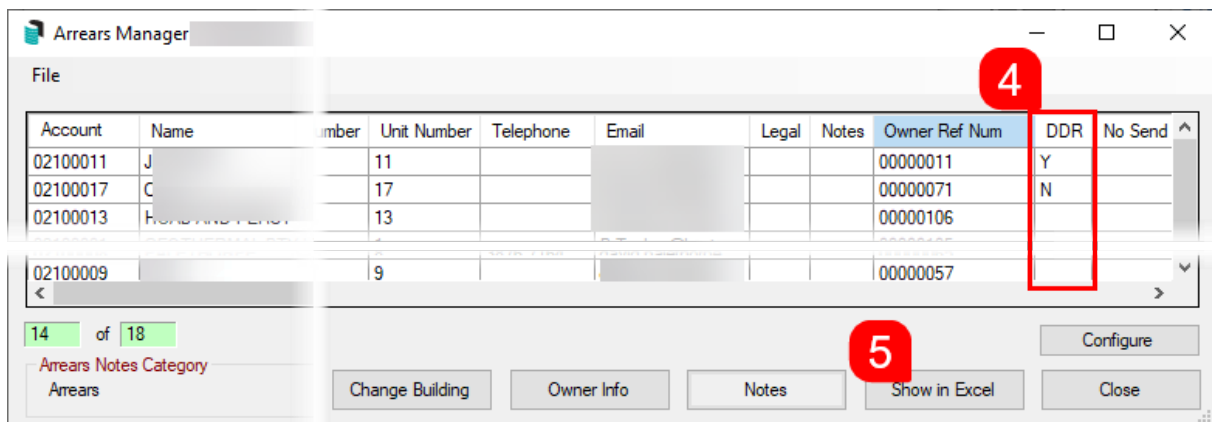 Arrears Manager
File
4
Account Name umber Unit Number Telephone Email Legal Notes Owner Ref Num DDR No Send
02100011 J 11 00000011 Y
02100017 17 00000071 N
02100013 13 00000106
02100009 9 00000057
14 of 18
Configure
Arrears Notes Category
5
Arrears Change Building Owner Info Notes Show in Excel Close